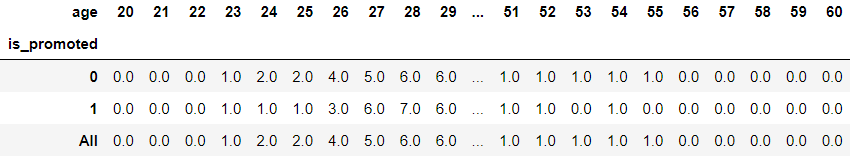 age 20 21 22 23 24 25 26 27 28 29 ... 51 52 53 54 55 56 57 58 59 60
is_promoted
0 0.0 0.0 0.0 1.0 2.0 2.0 4.0 5.0 6.0 6.0 ... 1.0 1.0 1.0 1.0 1.0 0.0 0.0 0.0 0.0 0.0
1 0.0 0.0 0.0 1.0 1.0 1.0 3.0 6.0 7.0 6.0 ... 1.0 1.0 0.0 1.0 0.0 0.0 0.0 0.0 0.0 0.0
All 0.0 0.0 0.0 1.0 2.0 2.0 4.0 5.0 6.0 6.0 ... 1.0 1.0 1.0 1.0 1.0 0.0 0.0 0.0 0.0 0.0